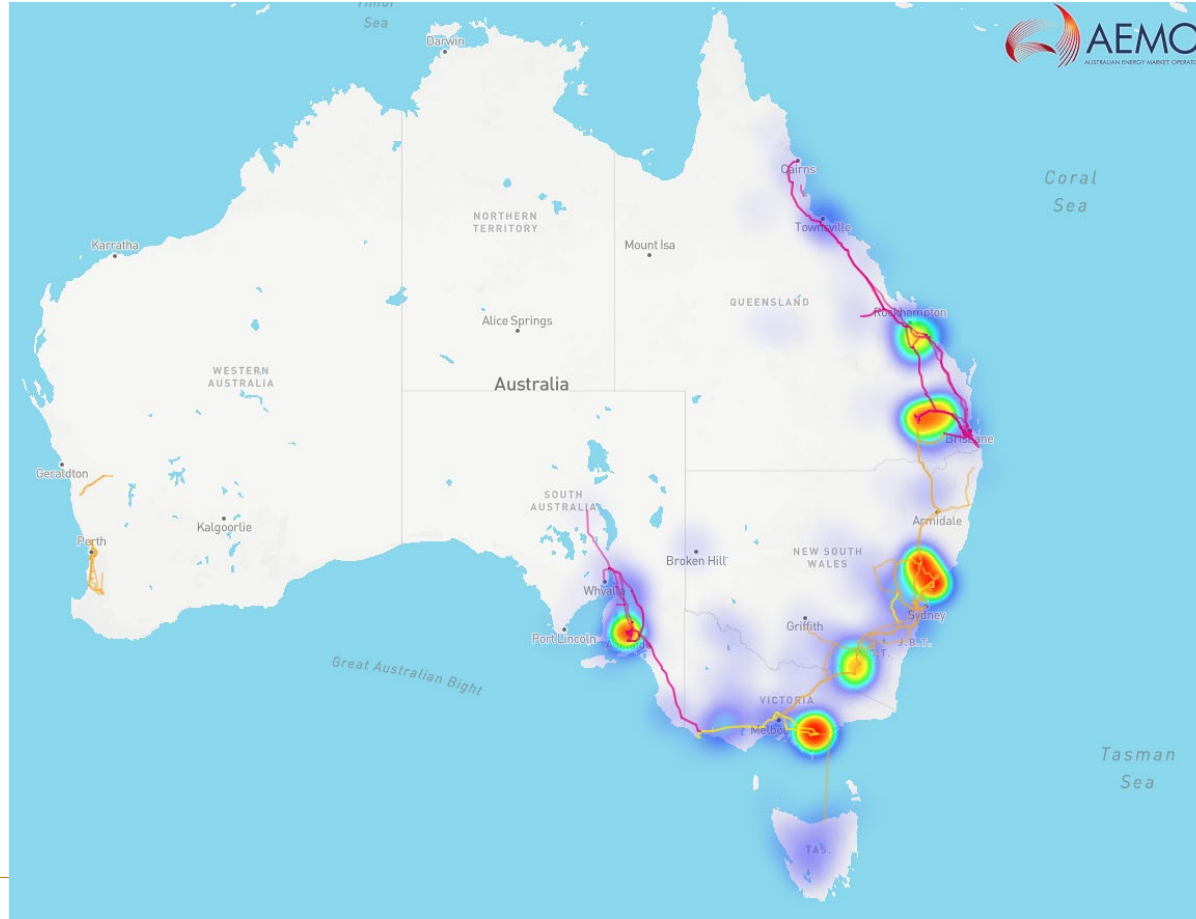 Sea
Darwin
AEMO
AUSTRALIAN ENERGY MARKET OPERATOR
Cairns
Coral
Sea
NORTHERN
TERRITORY
Townsville
Karratha
Mount Isa
QUEENSLAND
Rockhampton
Alice Springs
WESTERN
AUSTRALIA
Australia
Brisbane
Geraldton
SOUTH
AUSTRALIA
Armidale
Kalgoorlie
Perth
Broken Hill
NEW SOUTH
WALES
Whyalla
Sydney
Griffith
Port Lincoln
Adelaide
J.B.T.
Great Australian Bight
VICTORIA
Tasman
Sea
TAS.